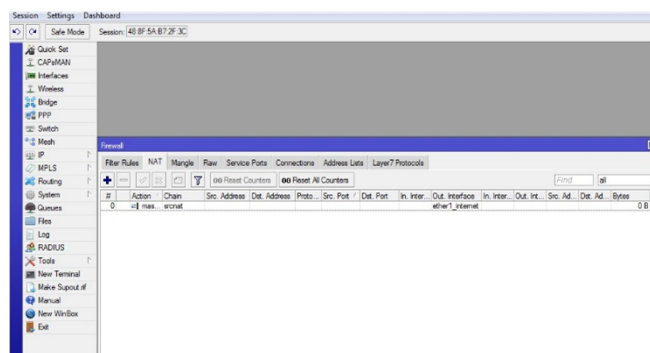 Session Settings Dashboard
Safe Mode Session: 48:8F:5A:B7:2F:3C
Quick Set
CAPsMAN
Interfaces
Wireless
Bridge
PPP
Switch
Mesh
IP
MPLS
Routing
System
Queues
Files
Log
RADIUS
Tools
New Terminal
Make Supout.rif
Manual
New WinBox
Exit
Firewall
Filter Rules NAT Mangle Raw Service Ports Connections Address Lists Layer7 Protocols
00 Reset Counters 00 Reset All Counters Find all
# Action Chain Src. Address Dst. Address Proto... Src. Port Dst. Port In. Inter... Out. Interface In. Inter... Out. Int... Src. Ad... Dst. Ad... Bytes
0 mas... srcnat ether1_internet 0 B